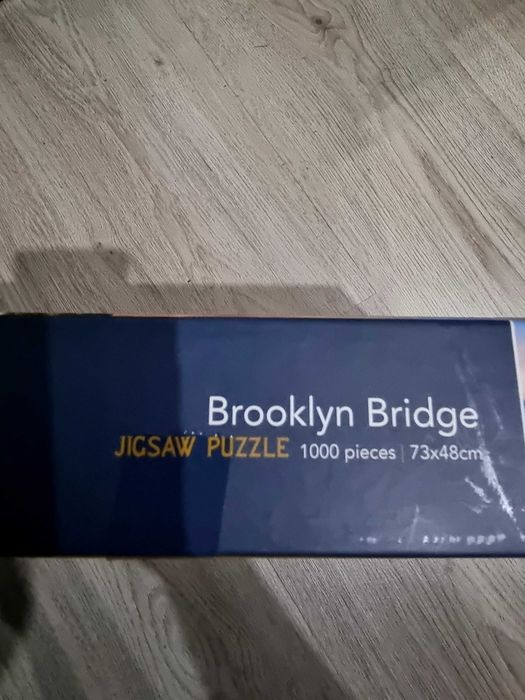 Brooklyn Bridge
JIGSAW PUZZLE 1000 pieces | 73x48cm